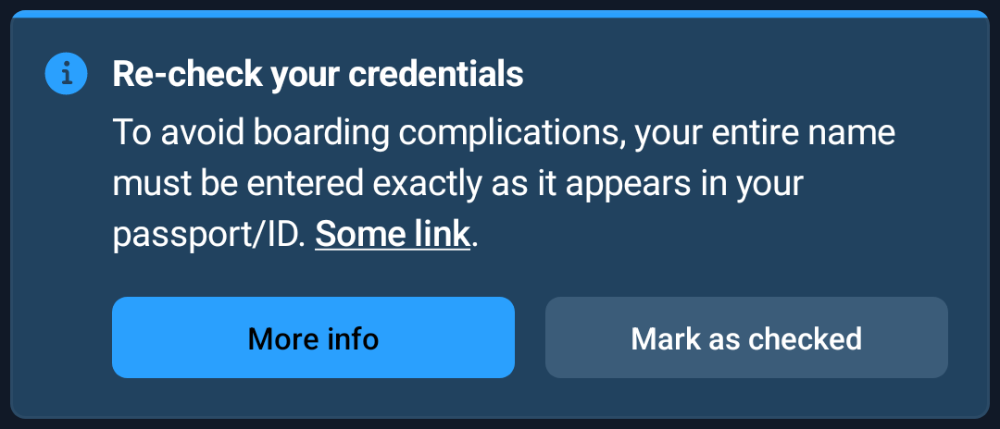 Re-check your credentials
To avoid boarding complications, your entire name
must be entered exactly as it appears in your
passport/ID. Some link.
More info
Mark as checked